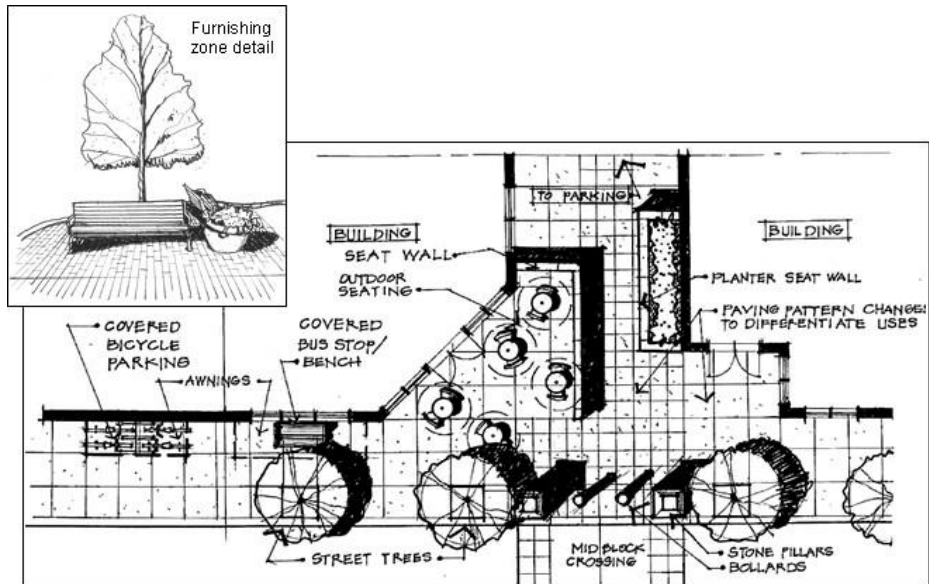 Furnishing
zone detail
TO PARKING
BUILDING
BUILDING
SEAT WALL
OUTDOOR
SEATING
PLANTER SEAT WALL
PAVING PATTERN CHANGES
TO DIFFERENTIATE USES
COVERED
BICYCLE
PARKING
COVERED
BUS STOP/
BENCH
AWNINGS
STREET TREES
MID BLOCK
CROSSING
STONE PILLARS
BOLLARDS